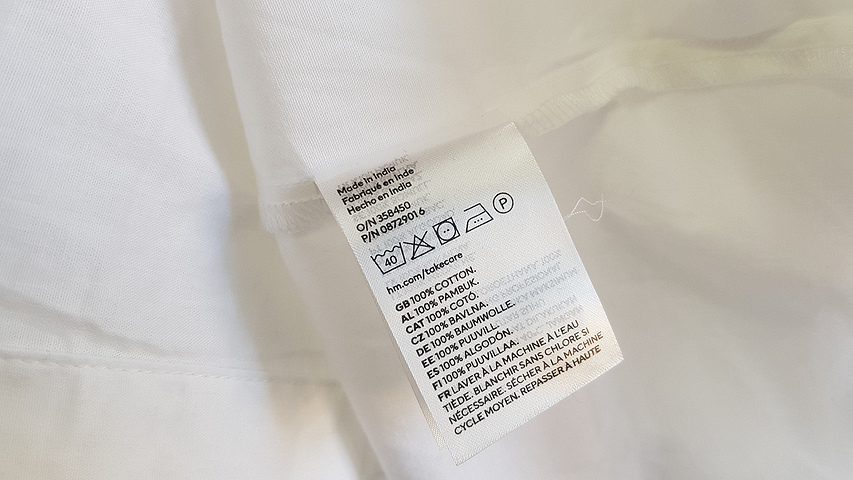 Made in India
Fabriqué en Inde
Hecho en India
O/N 358450
P/N 08729016
40 P
hm.com/takecare
GB 100% COTTON.
AL 100% PAMBUK.
CAT 100% COTÓ.
CZ 100% BAVLNA.
DE 100% BAUMWOLLE.
EE 100% PUUVILL.
ES 100% ALGODÓN.
FI 100% PUUVILLAA.
FR LAVER À LA MACHINE À L'EAU
TIÈDE. BLANCHIR SANS CHLORE SI
NÉCESSAIRE. SÉCHER À LA MACHINE
CYCLE MOYEN. REPASSER À HAUTE